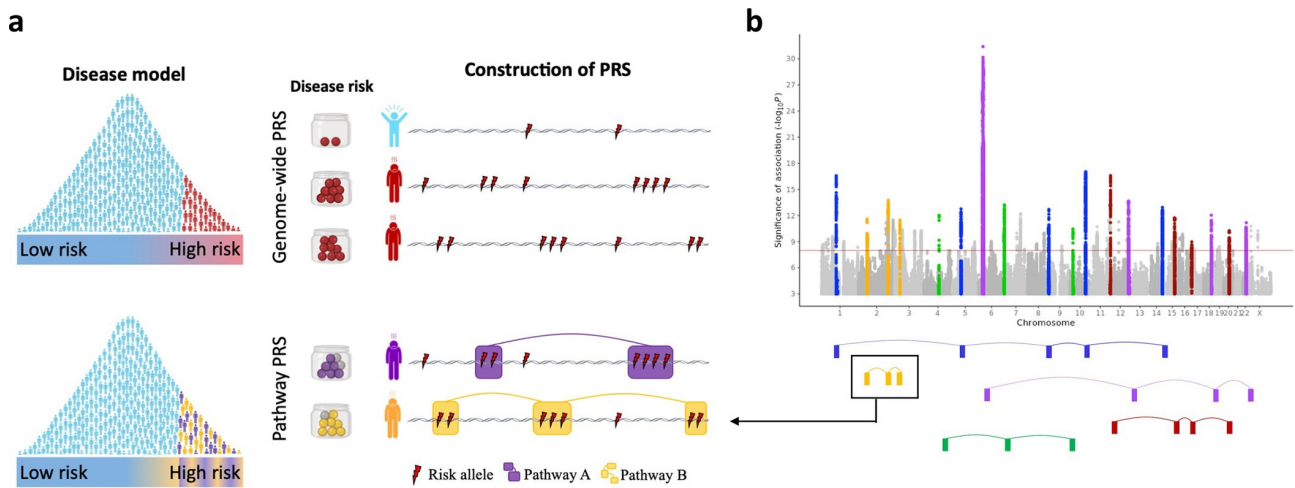 a
Disease model
Low risk
High risk
Low risk
High risk
Disease risk
Construction of PRS
Genome-wide PRS
Pathway PRS
Risk allele
Pathway A
Pathway B
b
Significance of association (-log10P)
30
27
24
21
18
15
12
9
6
3
1 2 3 4 5 6 7 8 9 10 11 12 13 14 15 16 17 18 19 20 21 22 X
Chromosome